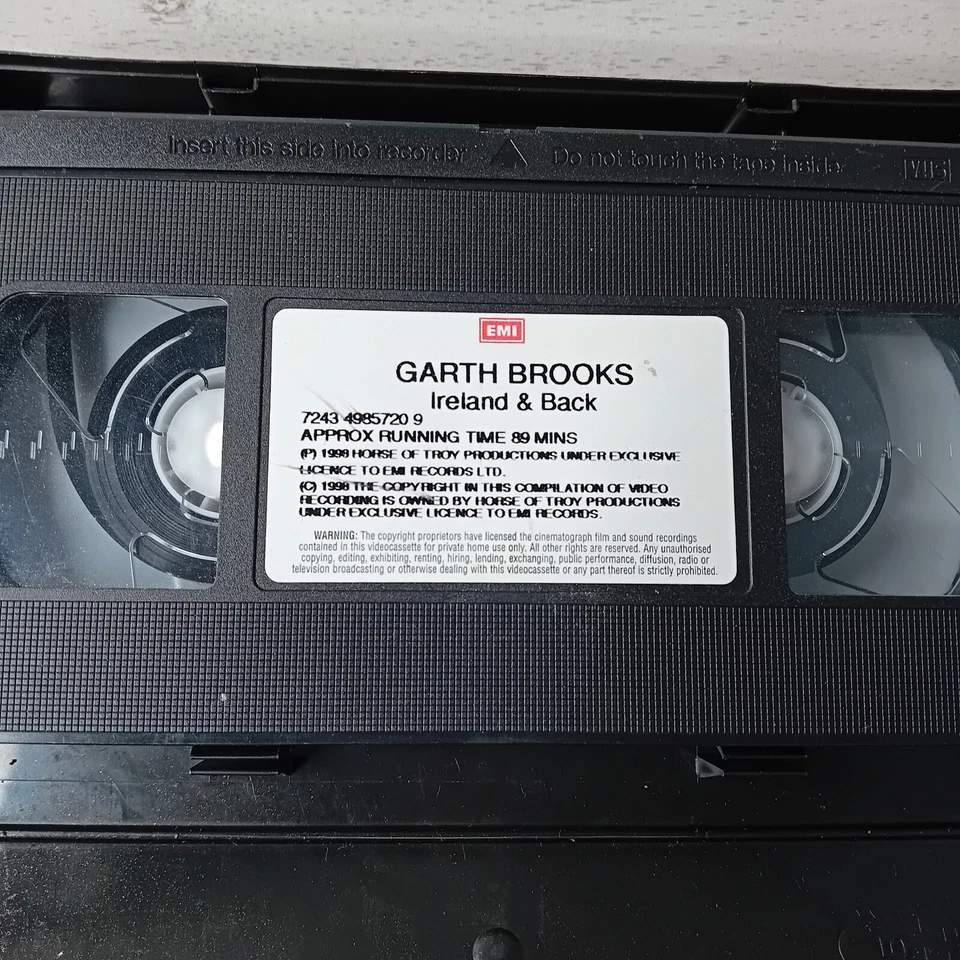 Insert this side into recorder Do not touch the tape inside VHS
EMI
GARTH BROOKS
Ireland & Back
7243 4985720 9
APPROX RUNNING TIME 89 MINS
(P) 1998 HORSE OF TROY PRODUCTIONS UNDER EXCLUSIVE
LICENCE TO EMI RECORDS LTD.
(C) 1998 THE COPYRIGHT IN THIS COMPILATION OF VIDEO
RECORDING IS OWNED BY HORSE OF TROY PRODUCTIONS
UNDER EXCLUSIVE LICENCE TO EMI RECORDS.
WARNING: The copyright proprietors have licensed the cinematograph film and sound recordings
contained in this videocassette for private home use only. All other rights are reserved. Any unauthorised
copying, editing, exhibiting, renting, hiring, lending, exchanging, public performance, diffusion, radio or
television broadcasting or otherwise dealing with this videocassette or any part thereof is strictly prohibited.